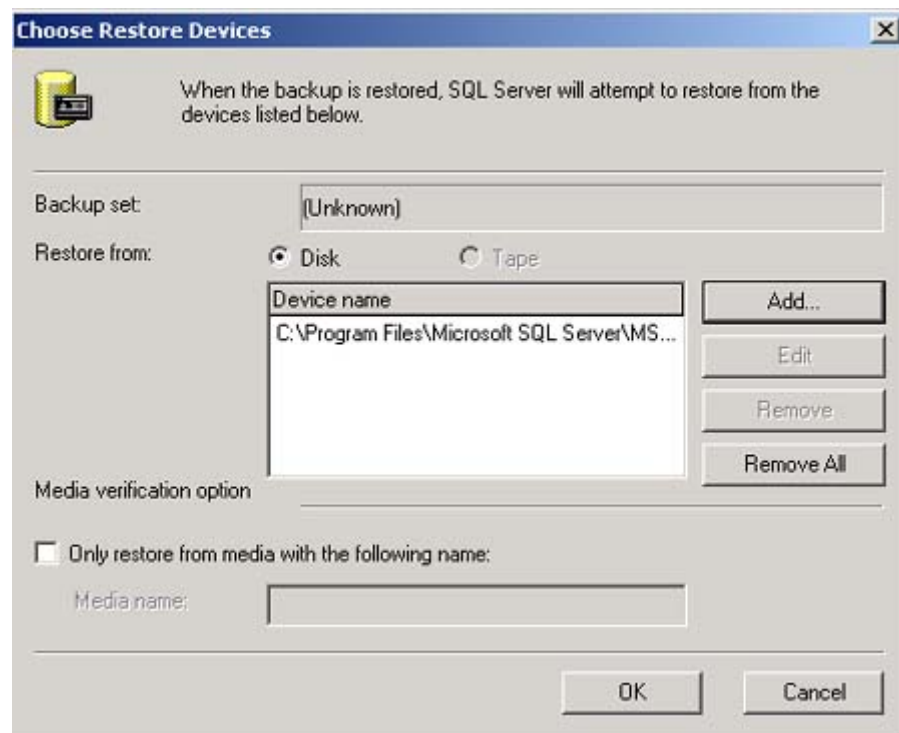 Choose Restore Devices
When the backup is restored, SQL Server will attempt to restore from the
devices listed below.
Backup set:
(Unknown)
Restore from:
Disk
Tape
Device name
C:\Program Files\Microsoft SQL Server\MS...
Add...
Edit
Remove
Remove All
Media verification option
Only restore from media with the following name:
Media name:
OK
Cancel